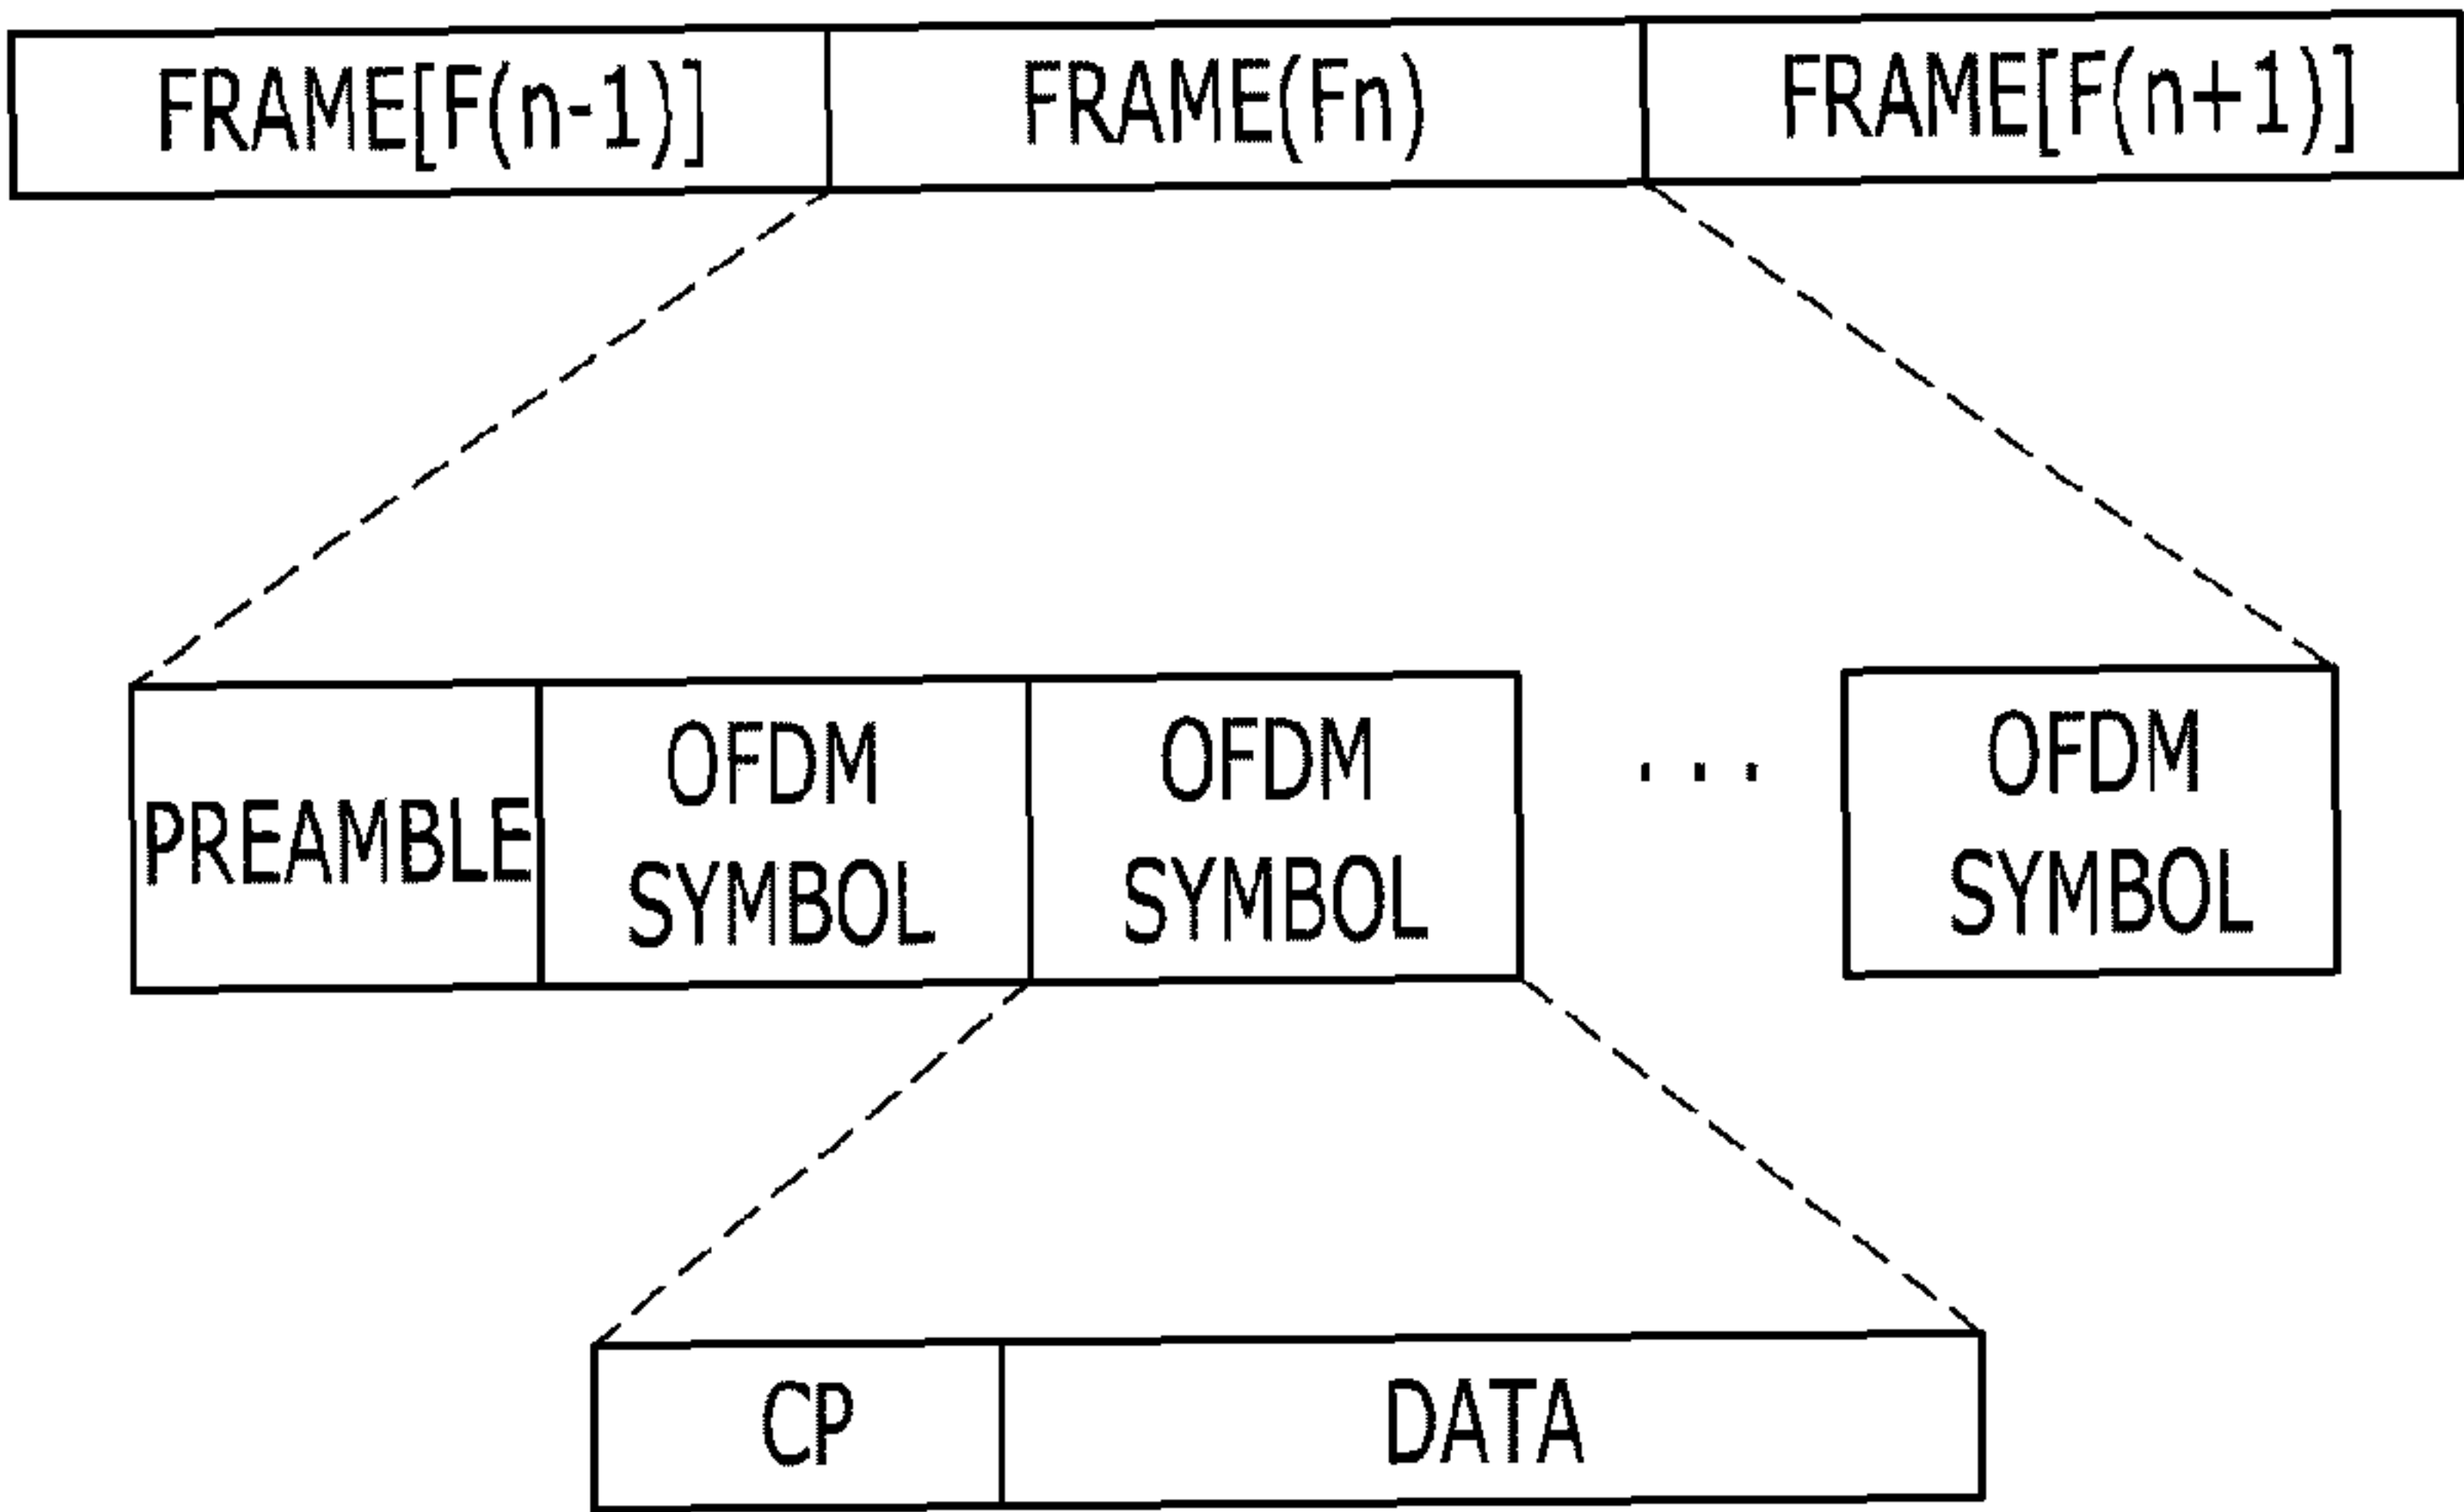 FRAME[F(n-1)] FRAME(Fn) FRAME[F(n+1)]
PREAMBLE
OFDM
SYMBOL
OFDM
SYMBOL
...
OFDM
SYMBOL
CP DATA